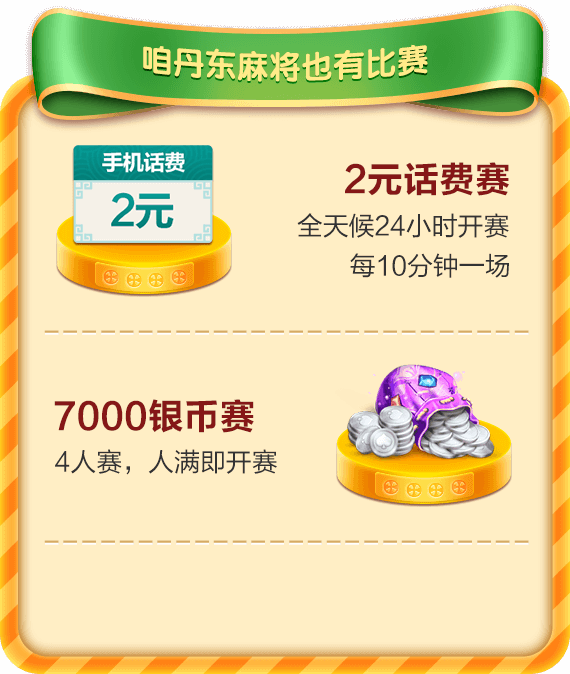 咱丹东麻将也有比赛
手机话费
2元
2元话费赛
全天候24小时开赛
每10分钟一场
7000银币赛
4人赛，人满即开赛